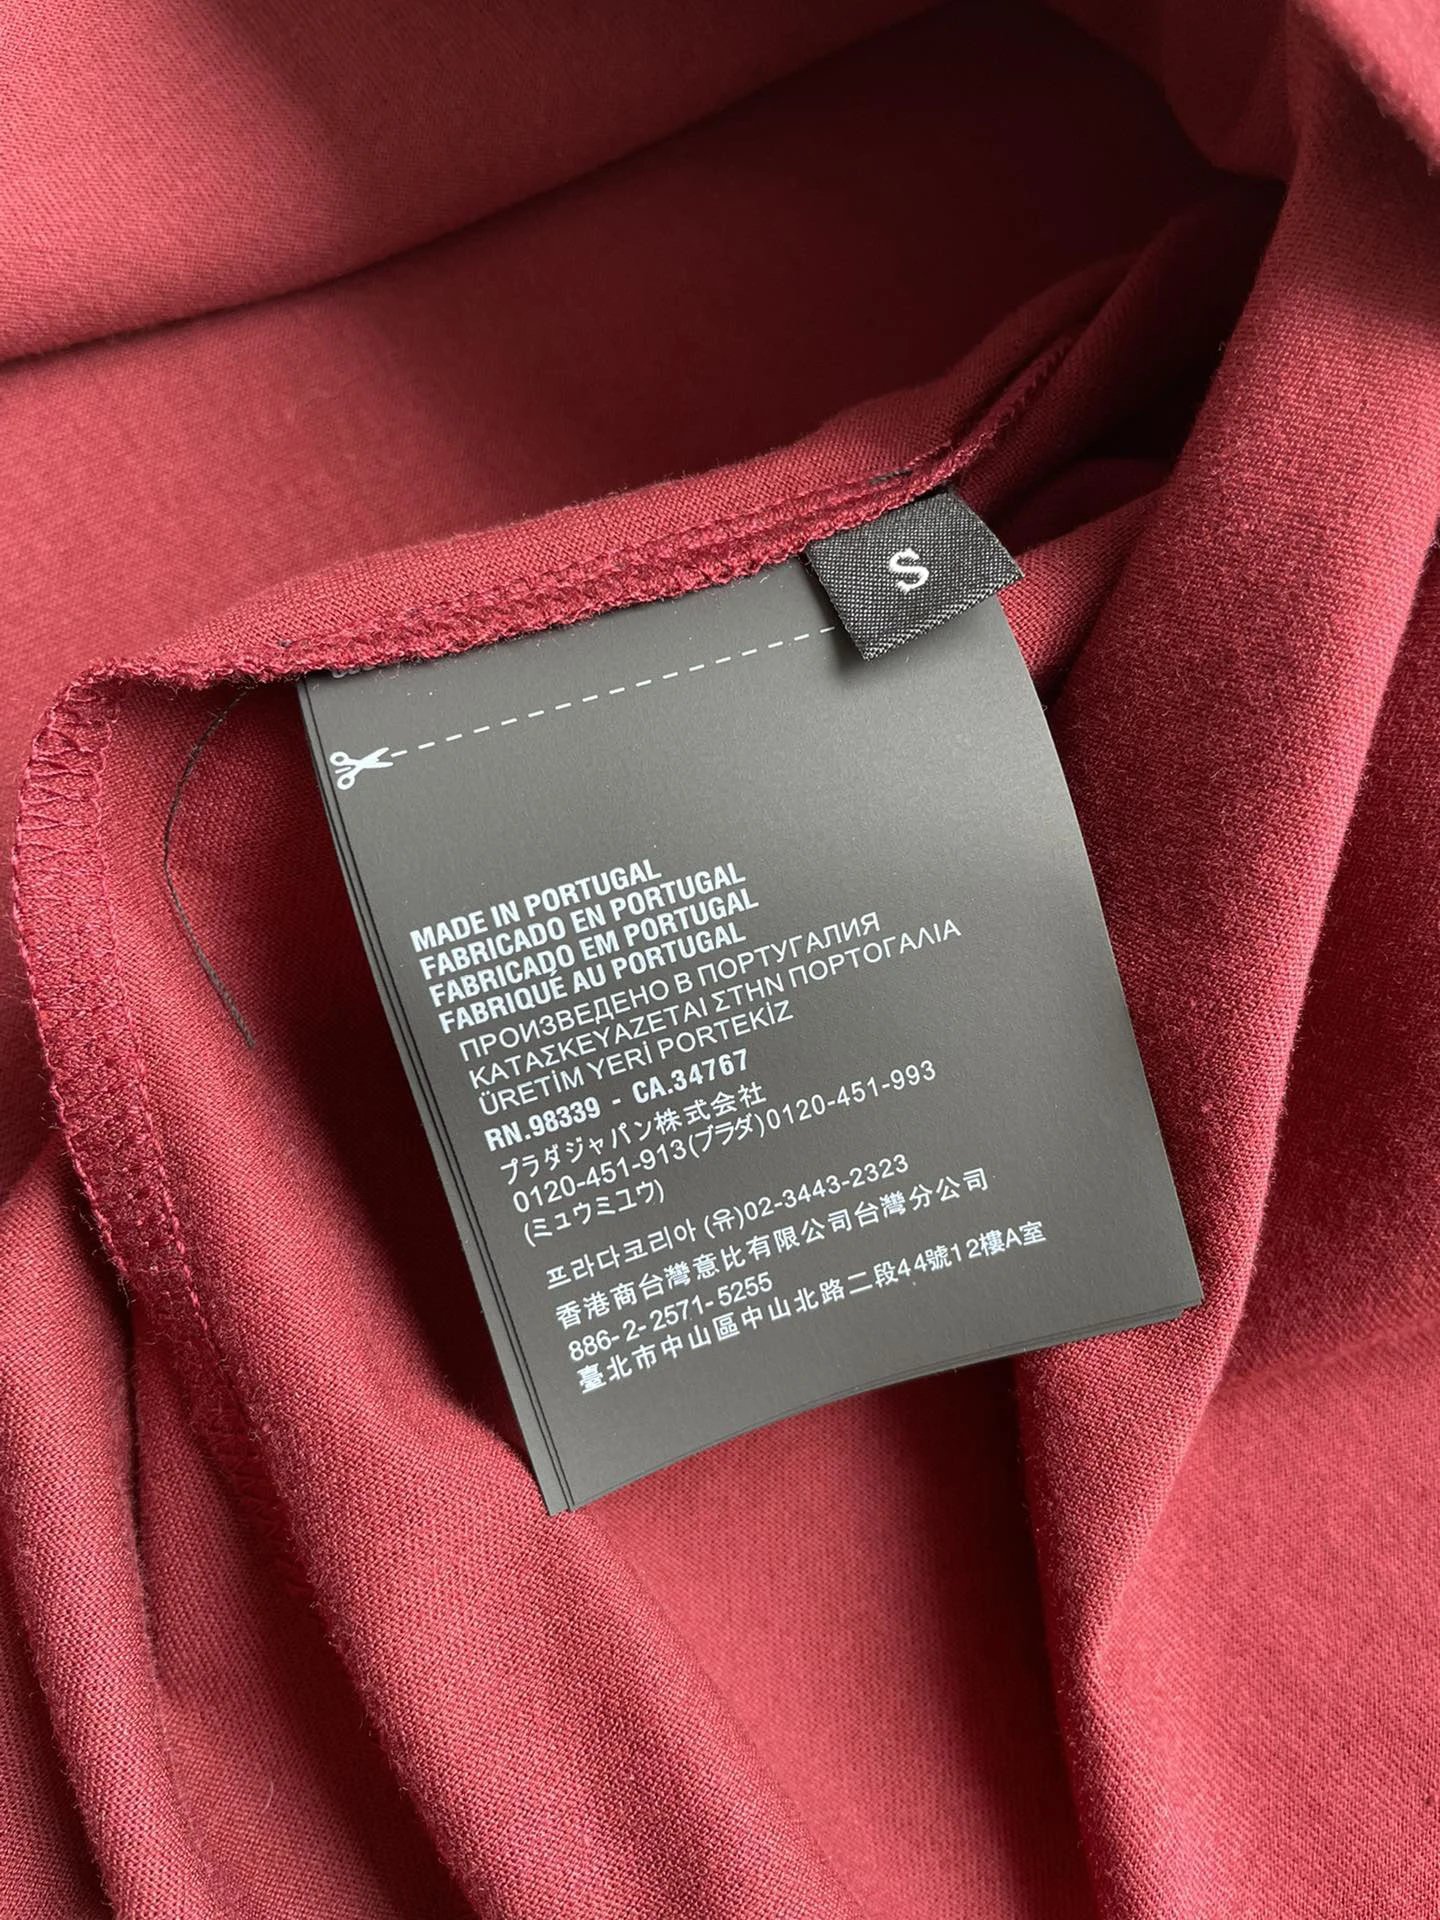 S
MADE IN PORTUGAL
FABRICADO EN PORTUGAL
FABRICADO EM PORTUGAL
FABRIQUÉ AU PORTUGAL
ПРОИЗВЕДЕНО В ПОРТУГАЛИЯ
ΚΑΤΑΣΚΕΥΑΖΕΤΑΙ ΣΤΗΝ ΠΟΡΤΟΓΑΛΙΑ
ÜRETİM YERİ PORTEKİZ
RN.98339 - CA.34767
プラダジャパン株式会社
0120-451-913(プラダ)0120-451-993
(ミュウミュウ)
프라다코리아 (유)02-3443-2323
香港商台灣意比有限公司台灣分公司
886-2-2571-5255
臺北市中山區中山北路二段44號12樓A室